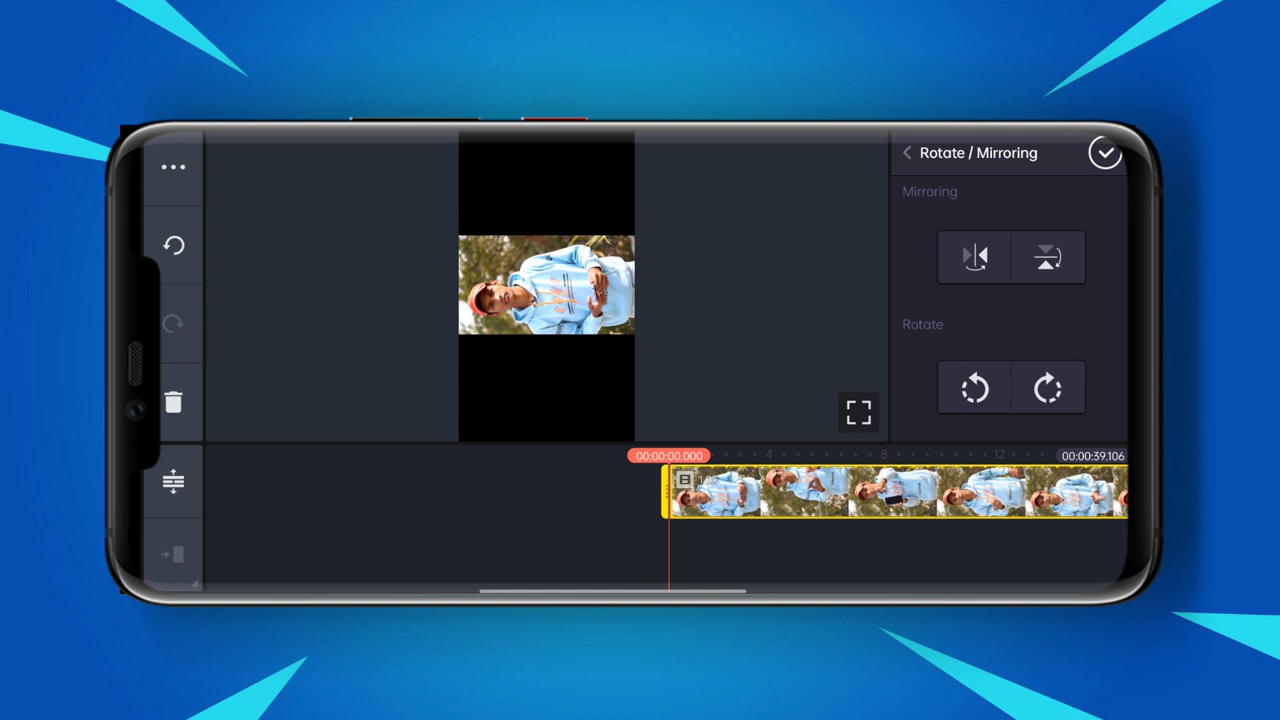 Rotate / Mirroring
Mirroring
Rotate
00:00:00.000
4
8
12
00:00:39.106